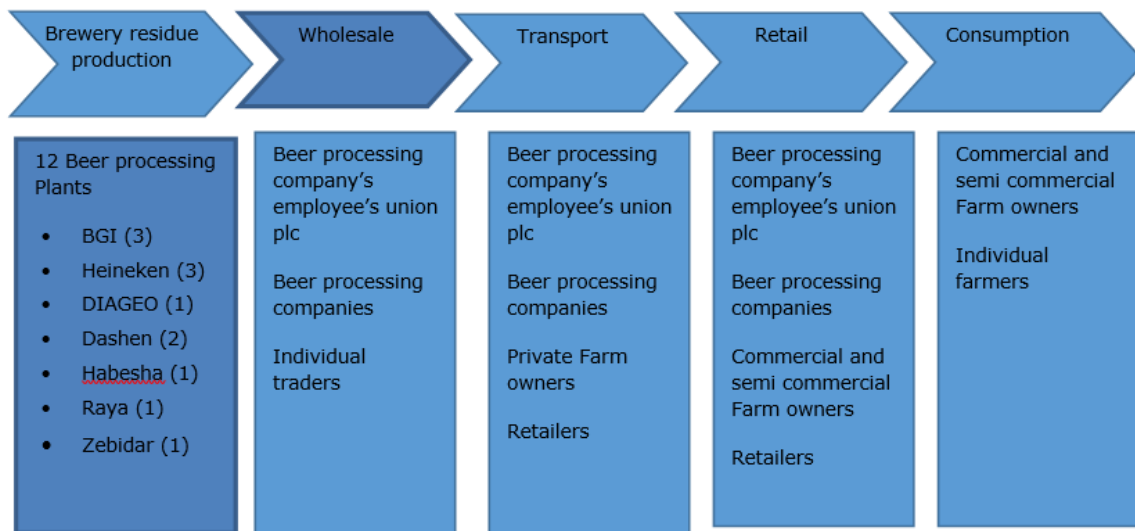 Brewery residue
production
Wholesale
Transport
Retail
Consumption
12 Beer processing
Plants
• BGI (3)
• Heineken (3)
• DIAGEO (1)
• Dashen (2)
• Habesha (1)
• Raya (1)
• Zebidar (1)
Beer processing
company’s
employee’s union
plc
Beer processing
companies
Individual
traders
Beer processing
company’s
employee’s union
plc
Beer processing
companies
Private Farm
owners
Retailers
Beer processing
company’s
employee’s union
plc
Beer processing
companies
Commercial and
semi commercial
Farm owners
Retailers
Commercial and
semi commercial
Farm owners
Individual
farmers